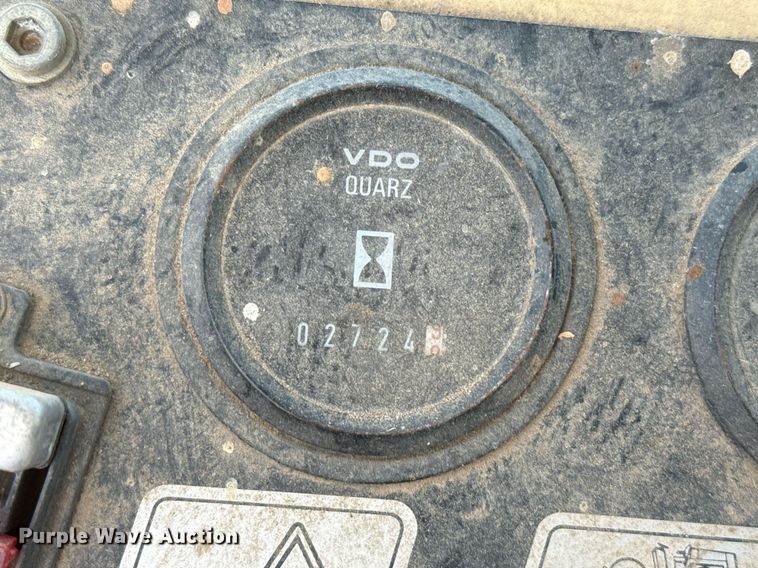 VDO
QUARZ
02724
Purple Wave Auction